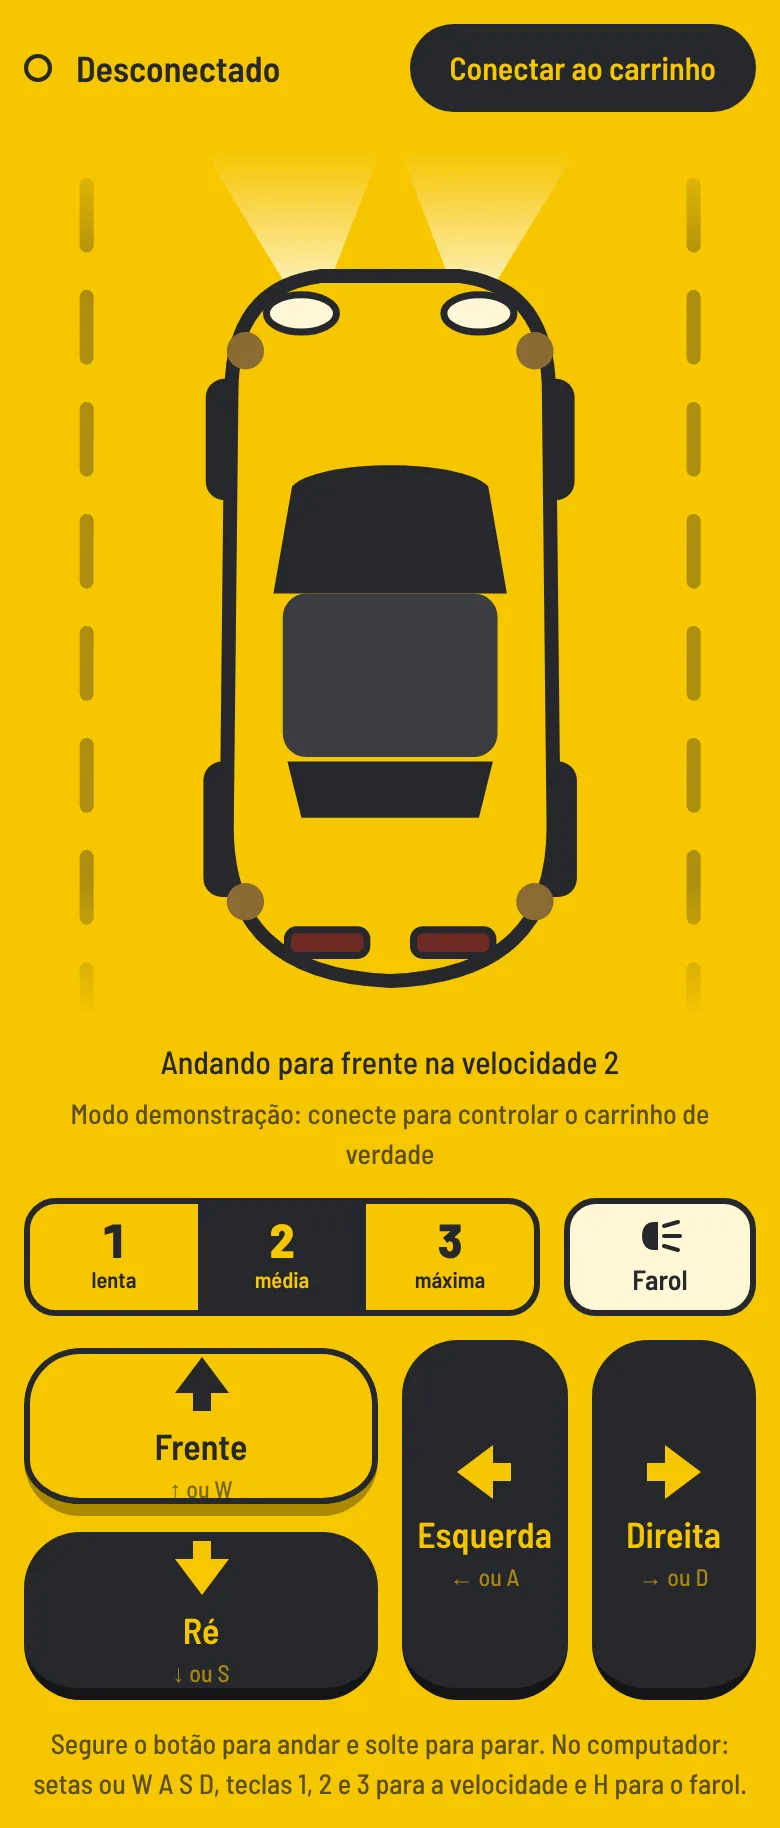 Desconectado
Conectar ao carrinho
Andando para frente na velocidade 2
Modo demonstração: conecte para controlar o carrinho de
verdade
1
lenta
2
média
3
máxima
Farol
Frente
↑ ou W
Ré
↓ ou S
Esquerda
← ou A
Direita
→ ou D
Segure o botão para andar e solte para parar. No computador:
setas ou W A S D, teclas 1, 2 e 3 para a velocidade e H para o farol.